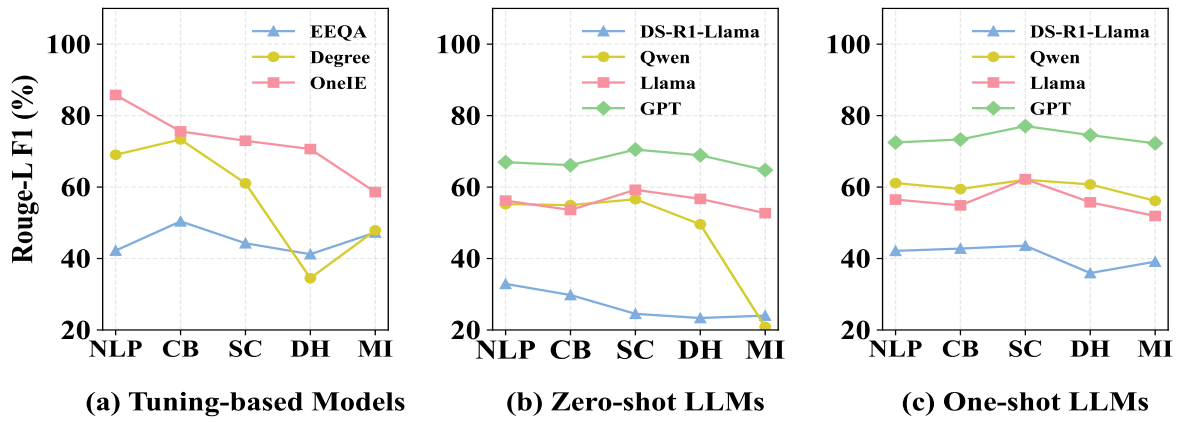 Rouge-L F1 (%)
100
80
60
40
20
NLP CB SC DH MI
EEQA
Degree
OneIE
(a) Tuning-based Models
100
80
60
40
20
NLP CB SC DH MI
DS-R1-Llama
Qwen
Llama
GPT
(b) Zero-shot LLMs
100
80
60
40
20
NLP CB SC DH MI
DS-R1-Llama
Qwen
Llama
GPT
(c) One-shot LLMs